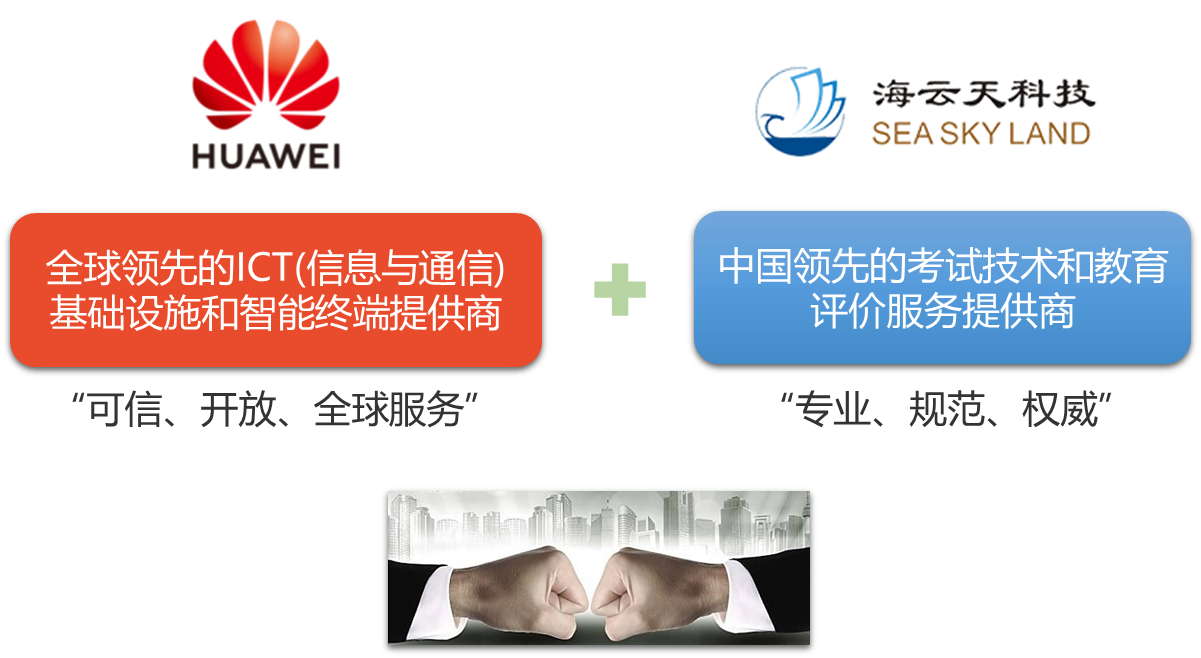 HUAWEI
海云天科技
SEA SKY LAND
全球领先的ICT(信息与通信)
基础设施和智能终端提供商
中国领先的考试技术和教育
评价服务提供商
“可信、开放、全球服务”
“专业、规范、权威”